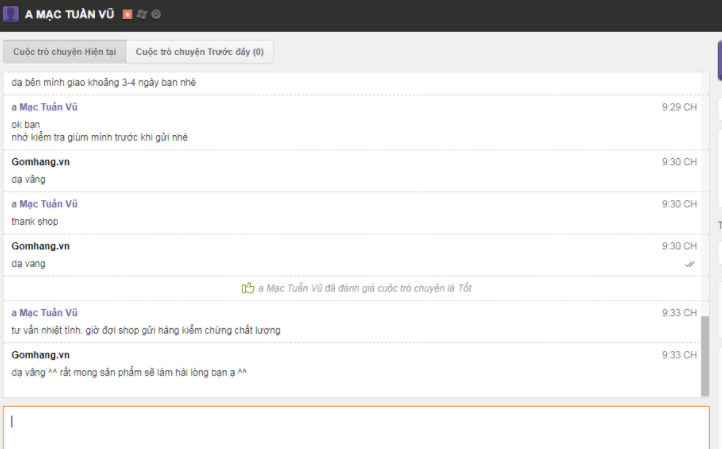 A MẠC TUẤN VŨ
Cuộc trò chuyện Hiện tại
Cuộc trò chuyện Trước đây (0)
dạ bên mình giao khoảng 3-4 ngày bạn nhé
a Mạc Tuấn Vũ 9:29 CH
ok bạn
nhớ kiểm tra giùm mình trước khi gửi nhé
Gomhang.vn 9:30 CH
dạ vâng
a Mạc Tuấn Vũ 9:30 CH
thank shop
Gomhang.vn 9:30 CH
dạ vang
a Mạc Tuấn Vũ đã đánh giá cuộc trò chuyện là Tốt
a Mạc Tuấn Vũ 9:33 CH
tư vấn nhiệt tình. giờ đợi shop gửi hàng kiểm chứng chất lượng
Gomhang.vn 9:33 CH
dạ vâng ^^ rất mong sản phẩm sẽ làm hài lòng bạn ạ ^^